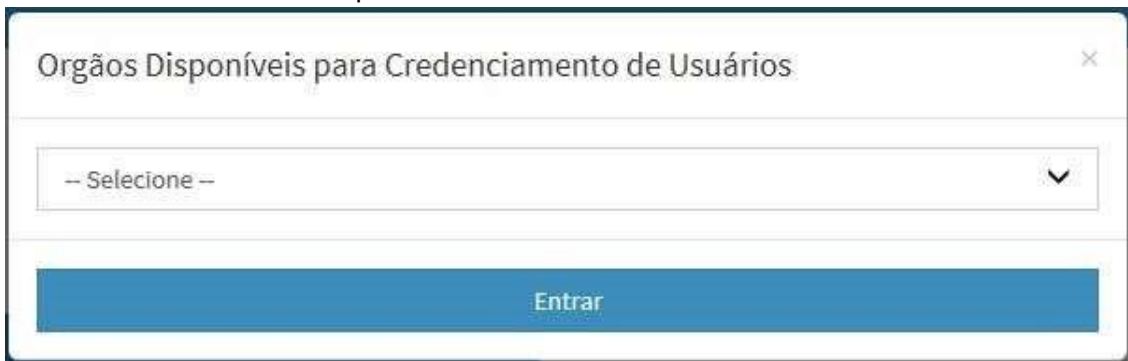 Orgãos Disponíveis para Credenciamento de Usuários ×
-- Selecione --
Entrar